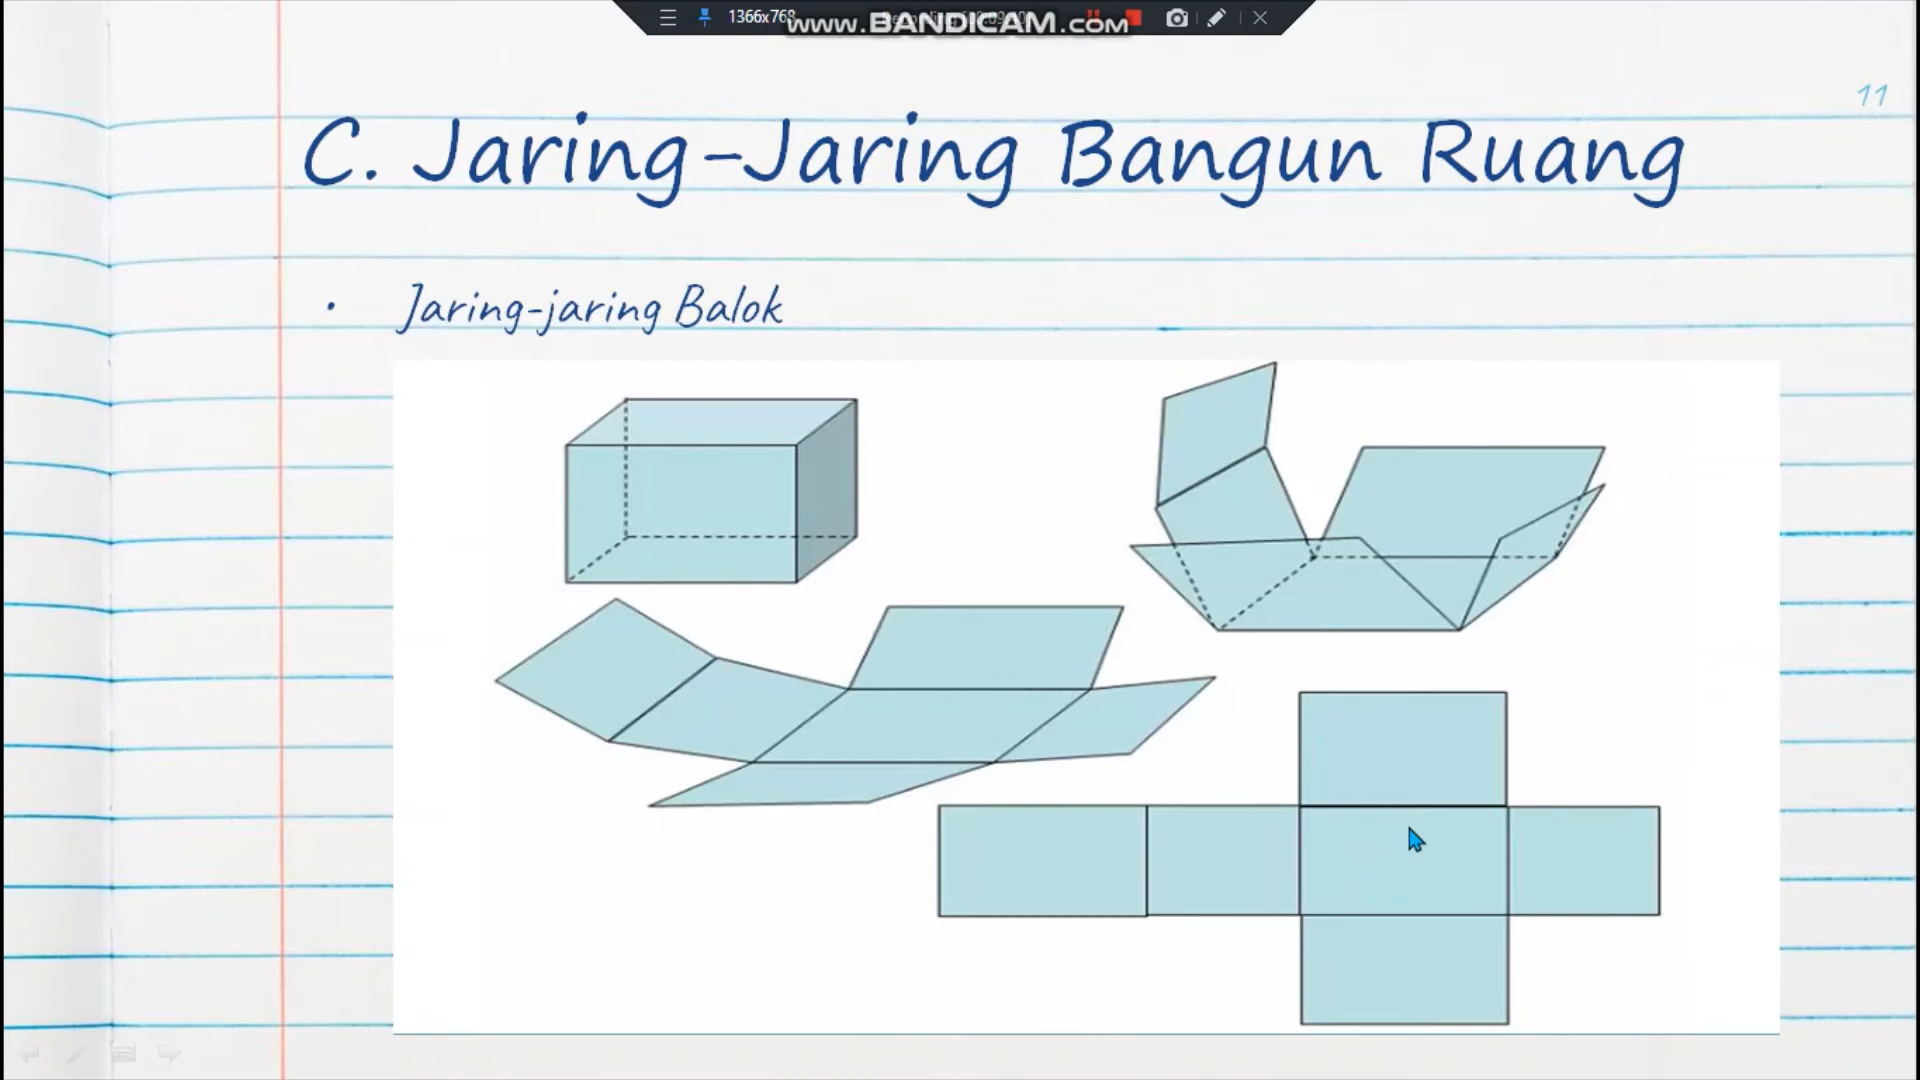 1366x768
www.BANDICAM.com
11
C. Jaring-Jaring Bangun Ruang
• Jaring-jaring Balok